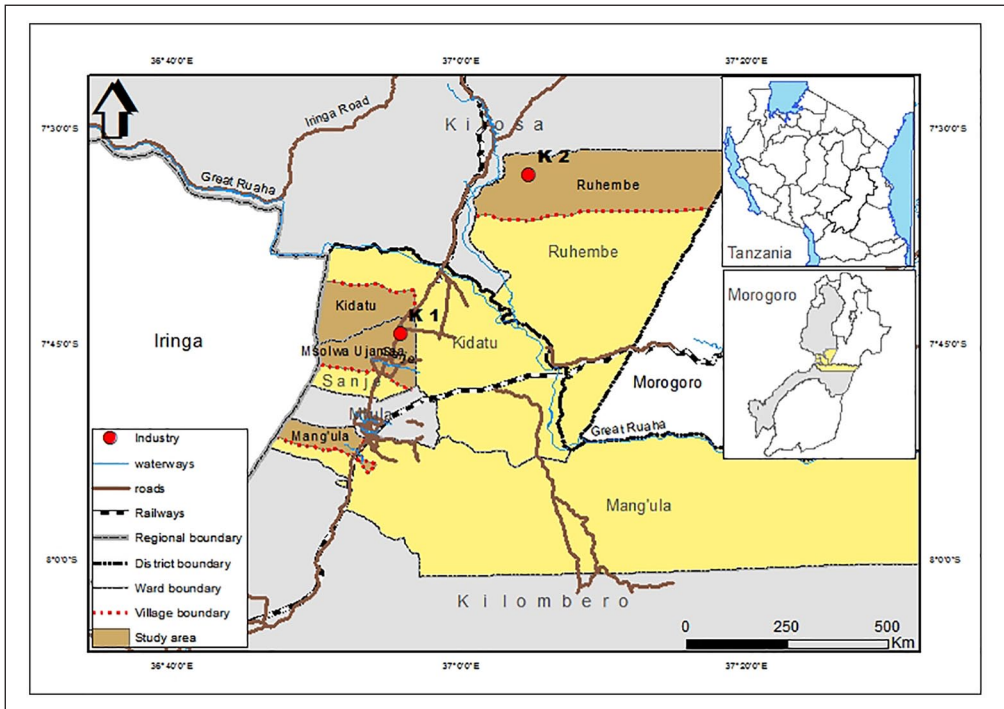 36°40'0"E
37°0'0"E
37°20'0"E
7°30'0"S
7°30'0"S
Iringa Road
Kilosa
K 2
Ruhembe
Great Ruaha
Ruhembe
Tanzania
Morogoro
Kidatu
K 1
Iringa
Msolwa Ujamaa
Sanje
Kidatu
7°45'0"S
7°45'0"S
Sanje
Morogoro
Mkula
Mang'ula
Great Ruaha
Mang'ula
Industry
waterways
roads
Railways
Regional boundary
District boundary
Ward boundary
Village boundary
Study area
8°0'0"S
8°0'0"S
Kilombero
0 250 500
Km
36°40'0"E
37°0'0"E
37°20'0"E